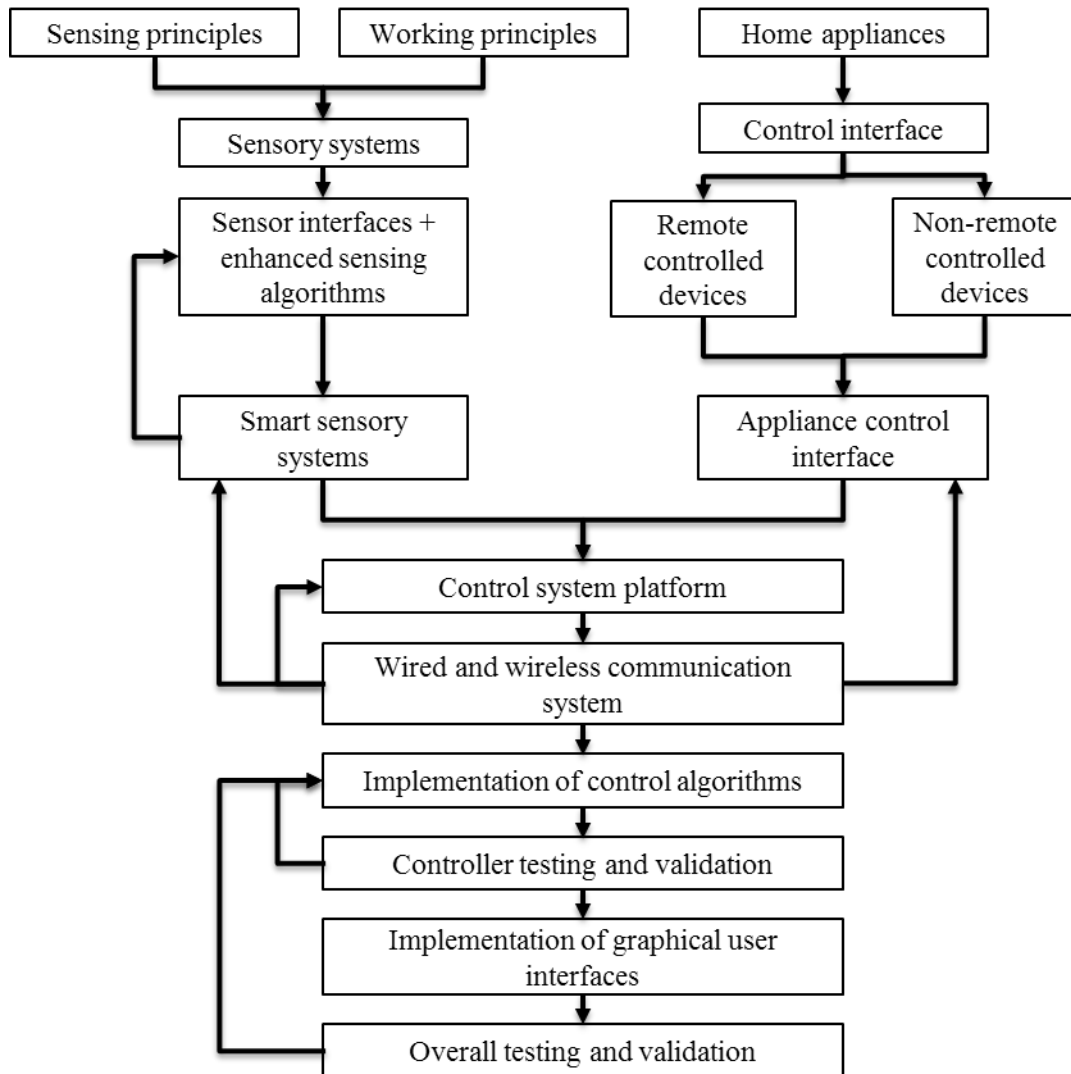 Sensing principles
Working principles
Home appliances
Sensory systems
Control interface
Sensor interfaces +
enhanced sensing
algorithms
Remote
controlled
devices
Non-remote
controlled
devices
Smart sensory
systems
Appliance control
interface
Control system platform
Wired and wireless communication
system
Implementation of control algorithms
Controller testing and validation
Implementation of graphical user
interfaces
Overall testing and validation